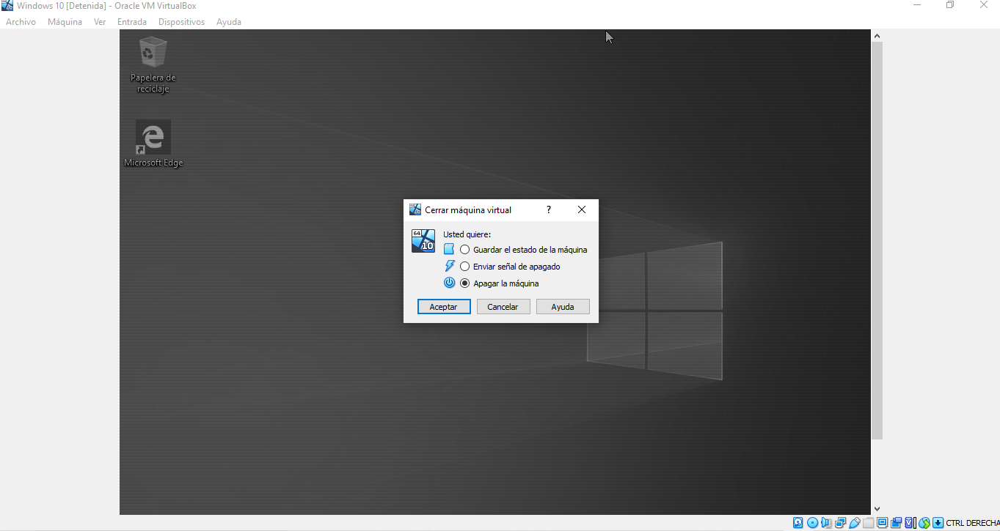 Windows 10 [Detenida] - Oracle VM VirtualBox
Archivo Máquina Ver Entrada Dispositivos Ayuda
Papelera de
reciclaje
Microsoft Edge
Cerrar máquina virtual ?
64
10
Usted quiere:
Guardar el estado de la máquina
Enviar señal de apagado
Apagar la máquina
Aceptar Cancelar Ayuda
CTRL DERECHA